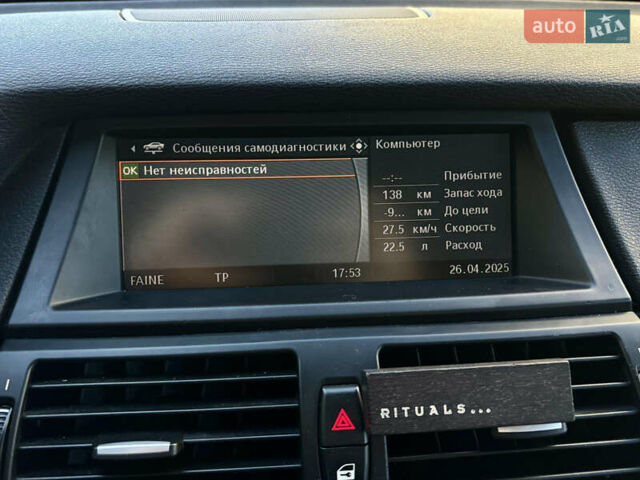 auto RIA.com
Сообщения самодиагностики
OK Нет неисправностей
Компьютер
--:-- Прибытие
138 км Запас хода
-9... км До цели
27.5 км/ч Скорость
22.5 л Расход
FAINE TP 17:53 26.04.2025
RITUALS...